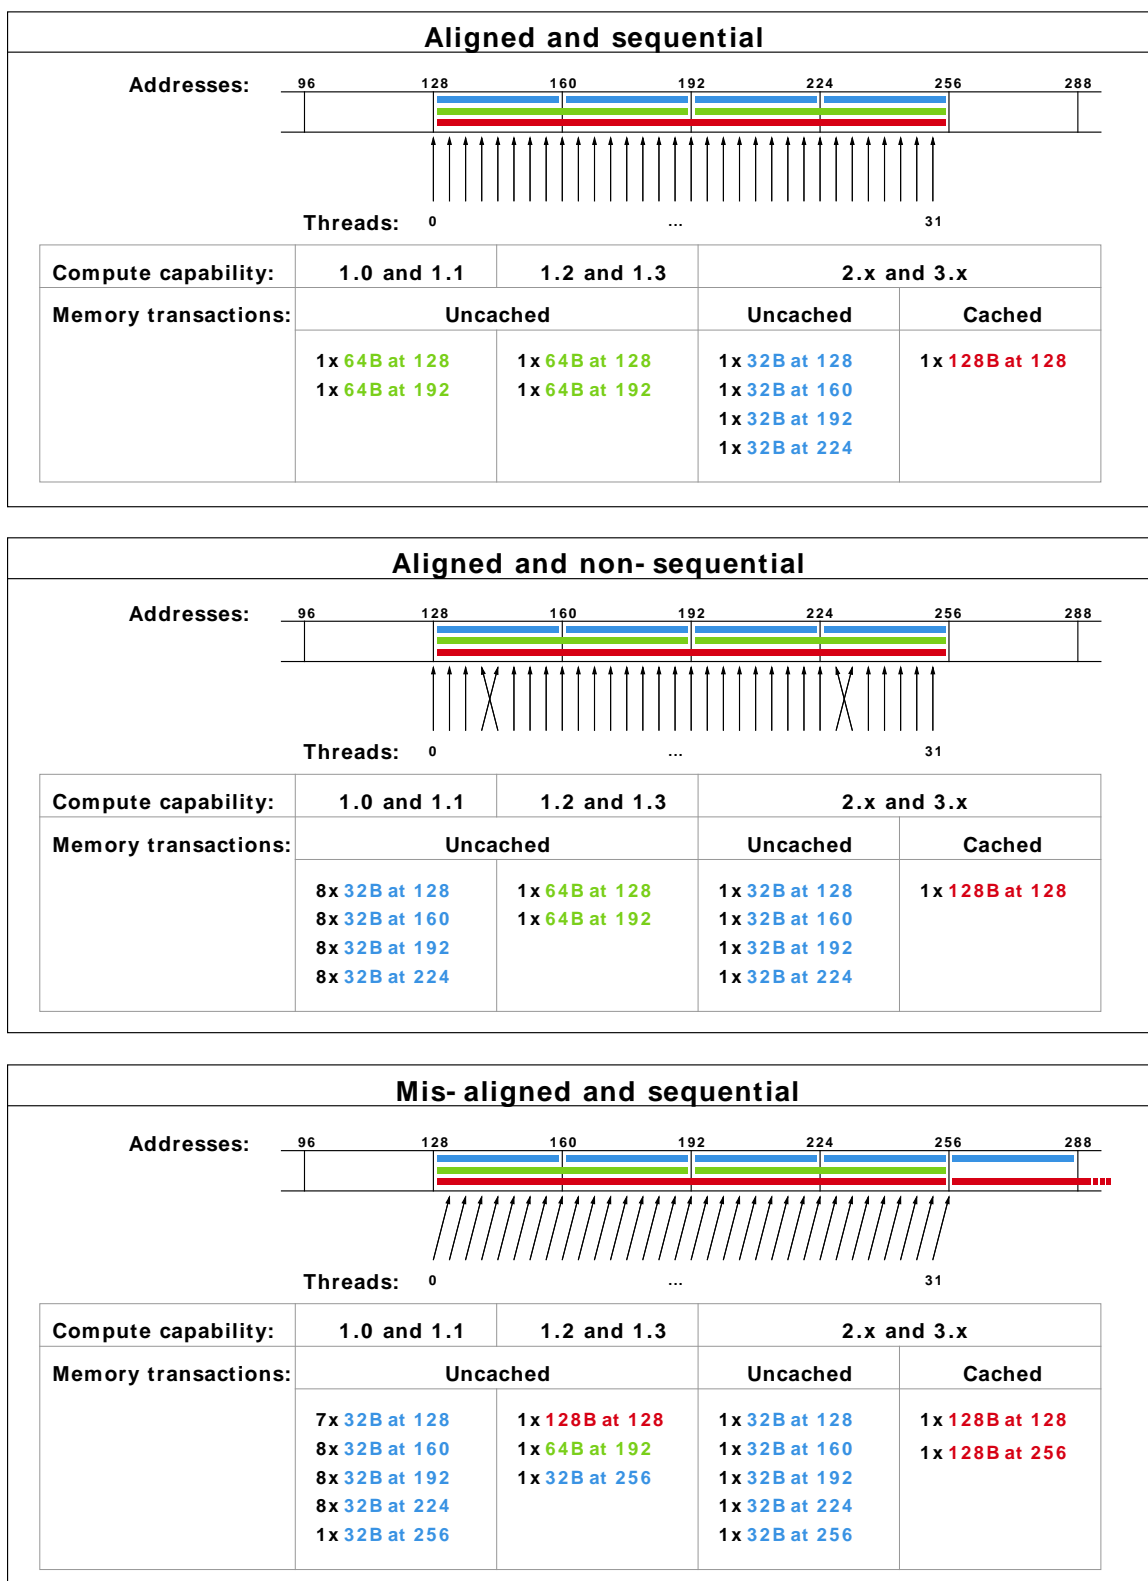 Aligned and sequential
Addresses: 96 128 160 192 224 256 288
Threads: 0 ... 31
Compute capability: 1.0 and 1.1 1.2 and 1.3 2.x and 3.x
Memory transactions: Uncached Uncached Cached
1x 64B at 128 1x 64B at 128 1x 32B at 128 1x 128B at 128
1x 64B at 192 1x 64B at 192 1x 32B at 160
1x 32B at 192
1x 32B at 224
Aligned and non-sequential
Addresses: 96 128 160 192 224 256 288
Threads: 0 ... 31
Compute capability: 1.0 and 1.1 1.2 and 1.3 2.x and 3.x
Memory transactions: Uncached Uncached Cached
8x 32B at 128 1x 64B at 128 1x 32B at 128 1x 128B at 128
8x 32B at 160 1x 64B at 192 1x 32B at 160
8x 32B at 192 1x 32B at 192
8x 32B at 224 1x 32B at 224
Mis-aligned and sequential
Addresses: 96 128 160 192 224 256 288
Threads: 0 ... 31
Compute capability: 1.0 and 1.1 1.2 and 1.3 2.x and 3.x
Memory transactions: Uncached Uncached Cached
7x 32B at 128 1x 128B at 128 1x 32B at 128 1x 128B at 128
8x 32B at 160 1x 64B at 192 1x 32B at 160 1x 128B at 256
8x 32B at 192 1x 32B at 256 1x 32B at 192
8x 32B at 224 1x 32B at 224
1x 32B at 256 1x 32B at 256